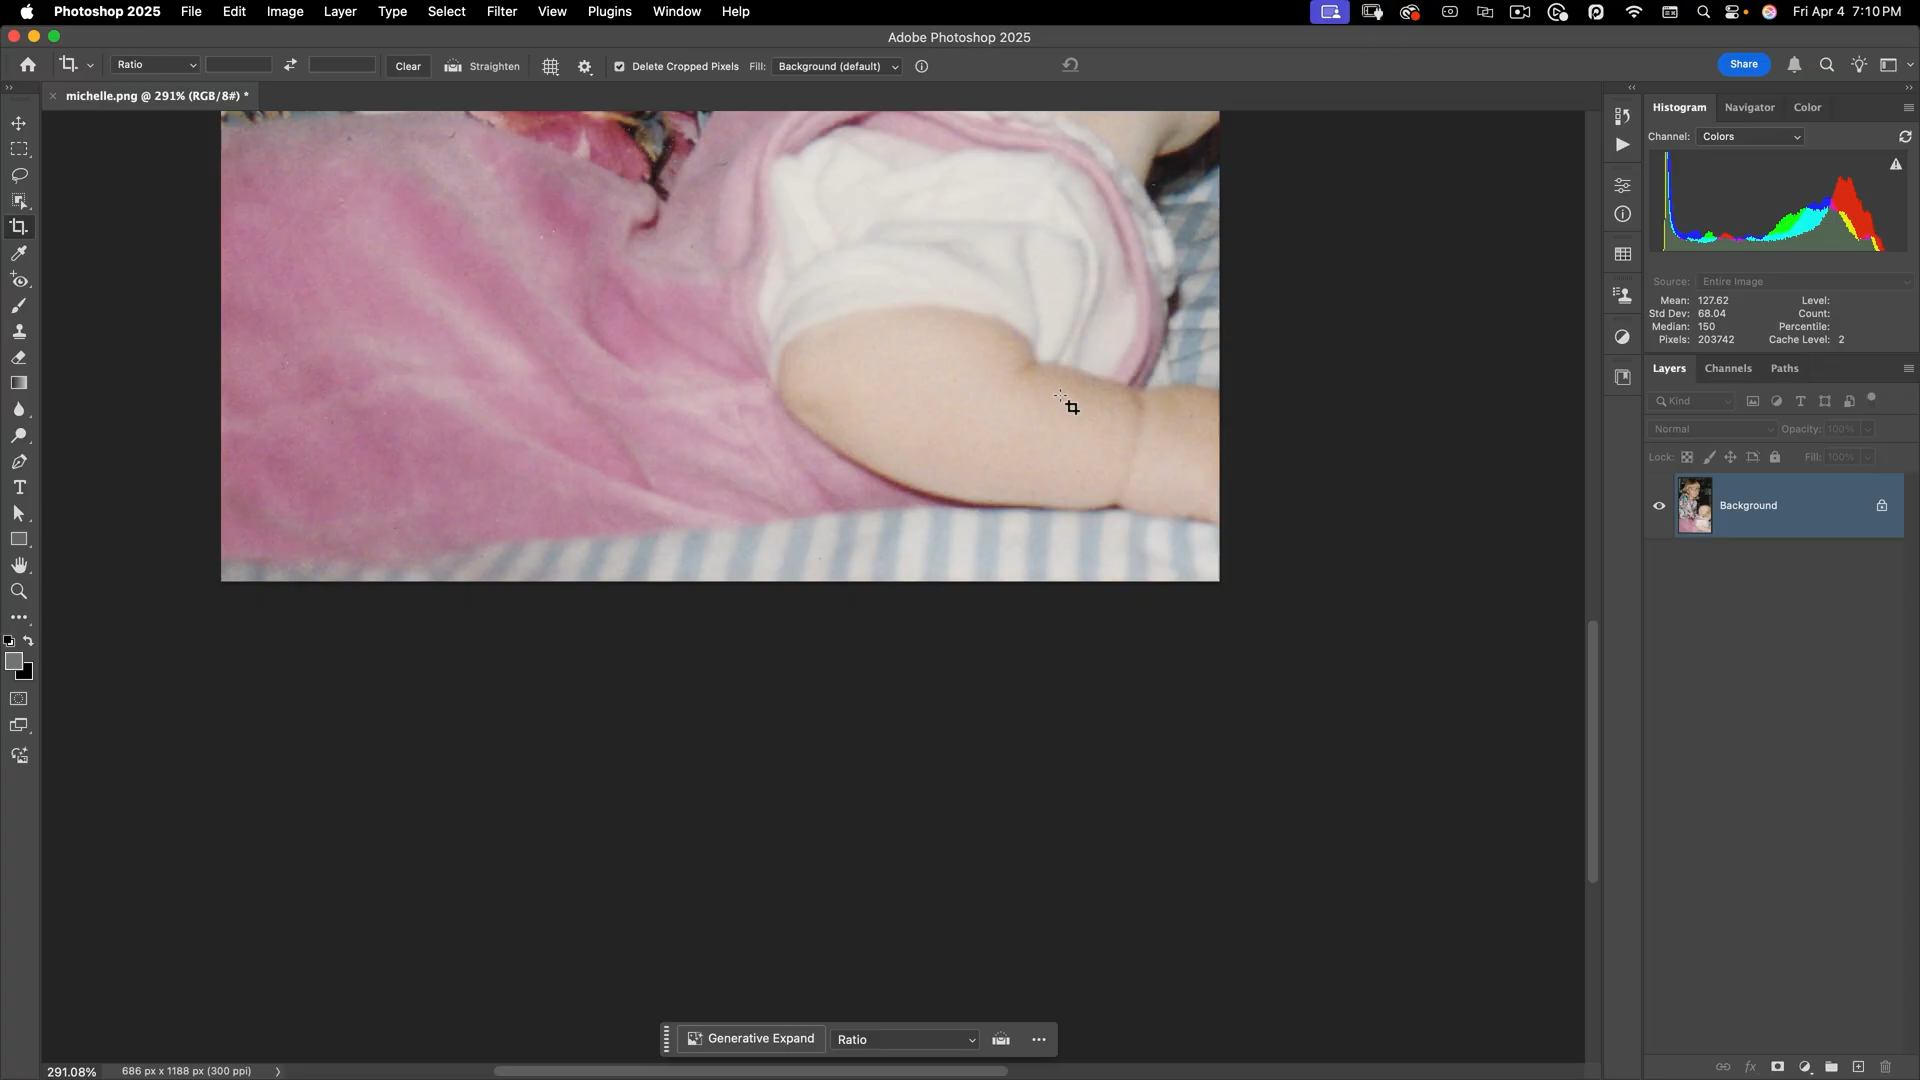 Photoshop 2025 File Edit Image Layer Type Select Filter View Plugins Window Help Fri Apr 4 7:10 PM
Adobe Photoshop 2025
Ratio Clear Straighten Delete Cropped Pixels Fill: Background (default) Share
michelle.png @ 291% (RGB/8#) *
Histogram Navigator Color
Channel: Colors
Source: Entire Image
Mean: 127.62 Level:
Std Dev: 68.04 Count:
Median: 150 Percentile:
Pixels: 203742 Cache Level: 2
Layers Channels Paths
Kind
Normal Opacity: 100%
Lock: Fill: 100%
Background
Generative Expand Ratio
291.08% 686 px x 1188 px (300 ppi)